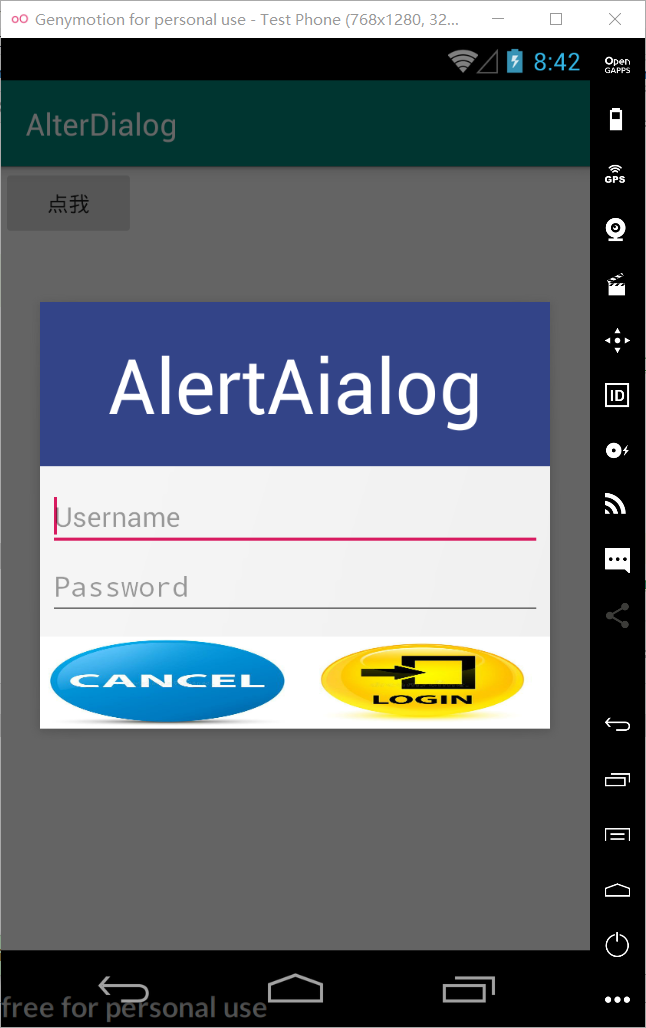 Genymotion for personal use - Test Phone (768x1280, 32...
Open
GAPPS
8:42
AlterDialog
GPS
点我
AlertAialog
ID
Username
Password
CANCEL
LOGIN
free for personal use